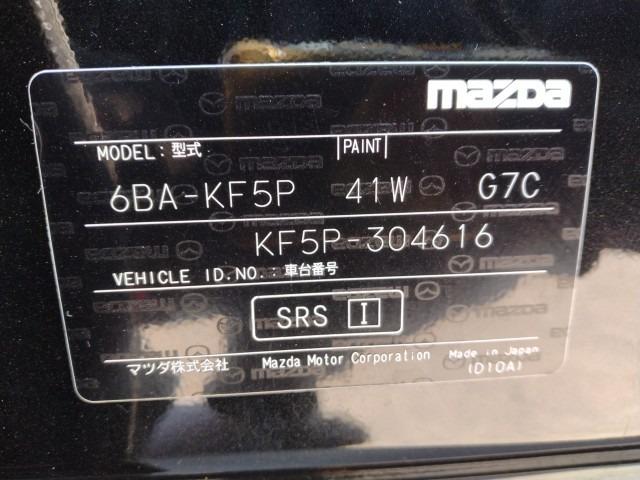 mazda
MODEL:型式 PAINT
6BA-KF5P 41W G7C
KF5P-304616
VEHICLE ID.NO.:車台番号
SRS I
マツダ株式会社 Mazda Motor Corporation Made in Japan
(D10A)